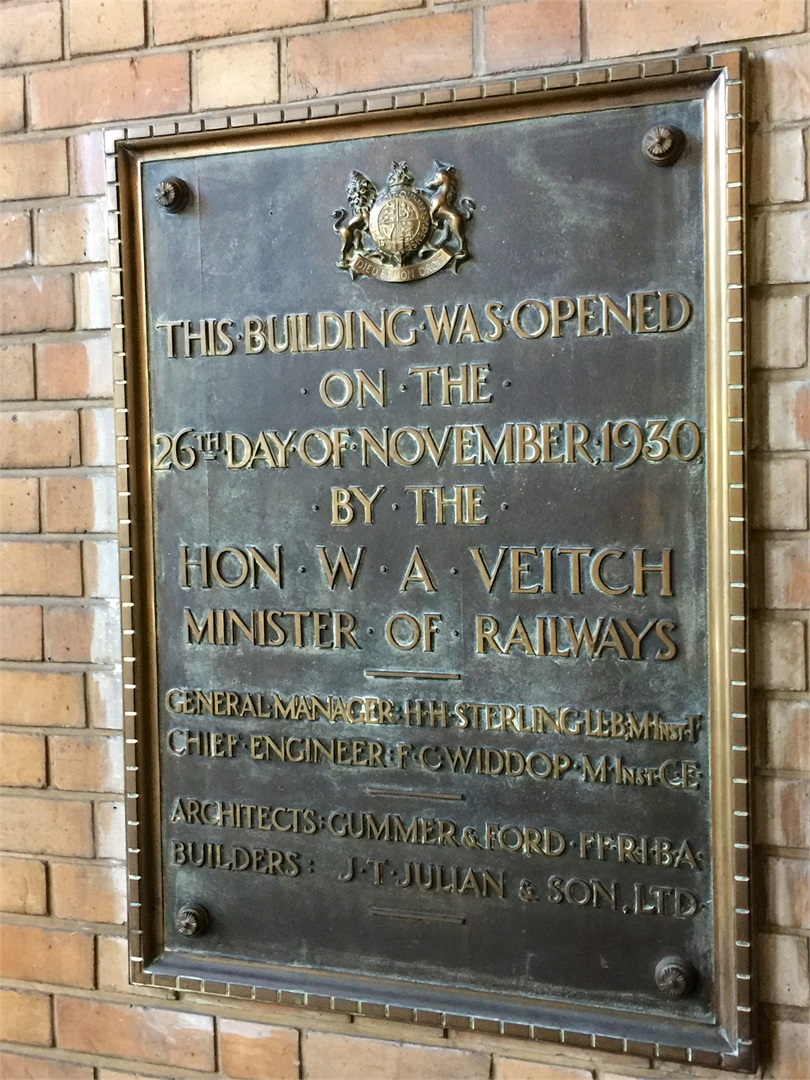 DIEU ET MON DROIT
THIS·BUILDING·WAS·OPENED
·ON·THE·
26TH·DAY·OF·NOVEMBER,1930,
·BY·THE·
HON·W·A·VEITCH
MINISTER·OF·RAILWAYS
GENERAL·MANAGER:H·H·STERLING·LL·B;M·INST·T
CHIEF·ENGINEER:F·C·WIDDOP·M·INST·CE·
ARCHITECTS:GUMMER&FORD·FF·R·I·B·A·
BUILDERS: J·T·JULIAN & SON, LTD·